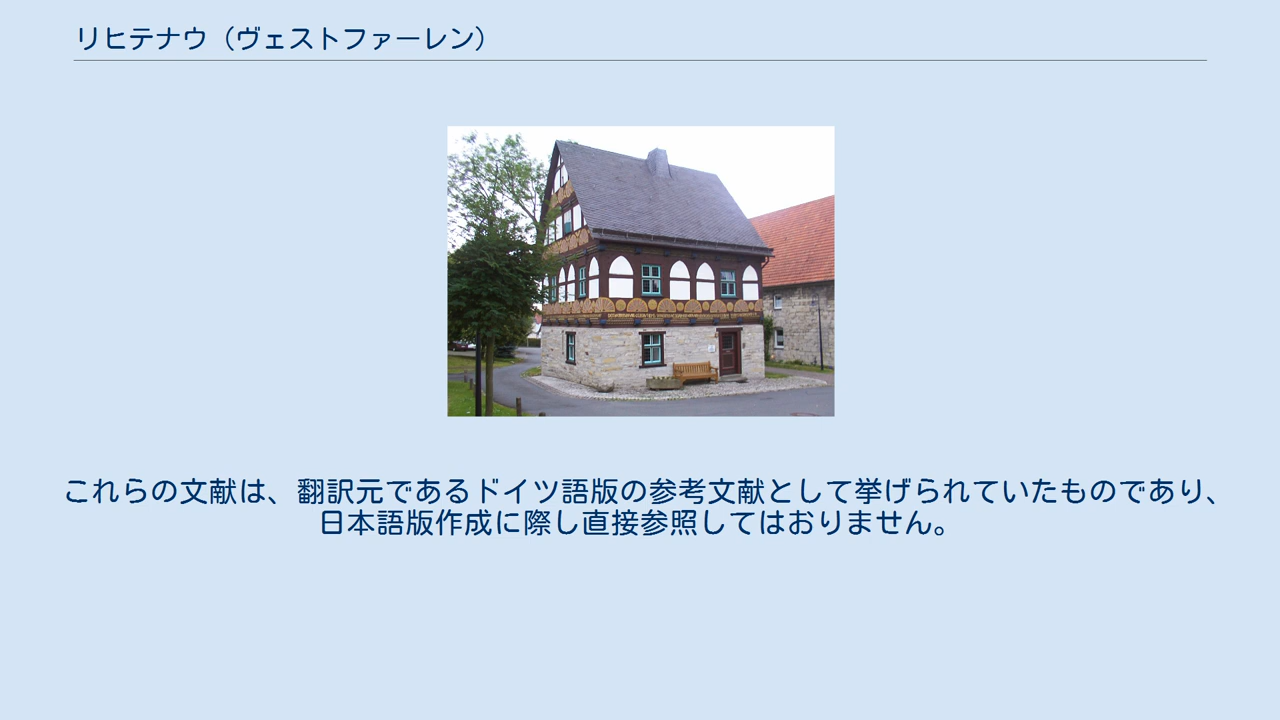 リヒテナウ（ヴェストファーレン）
これらの文献は、翻訳元であるドイツ語版の参考文献として挙げられていたものであり、
日本語版作成に際し直接参照してはおりません。